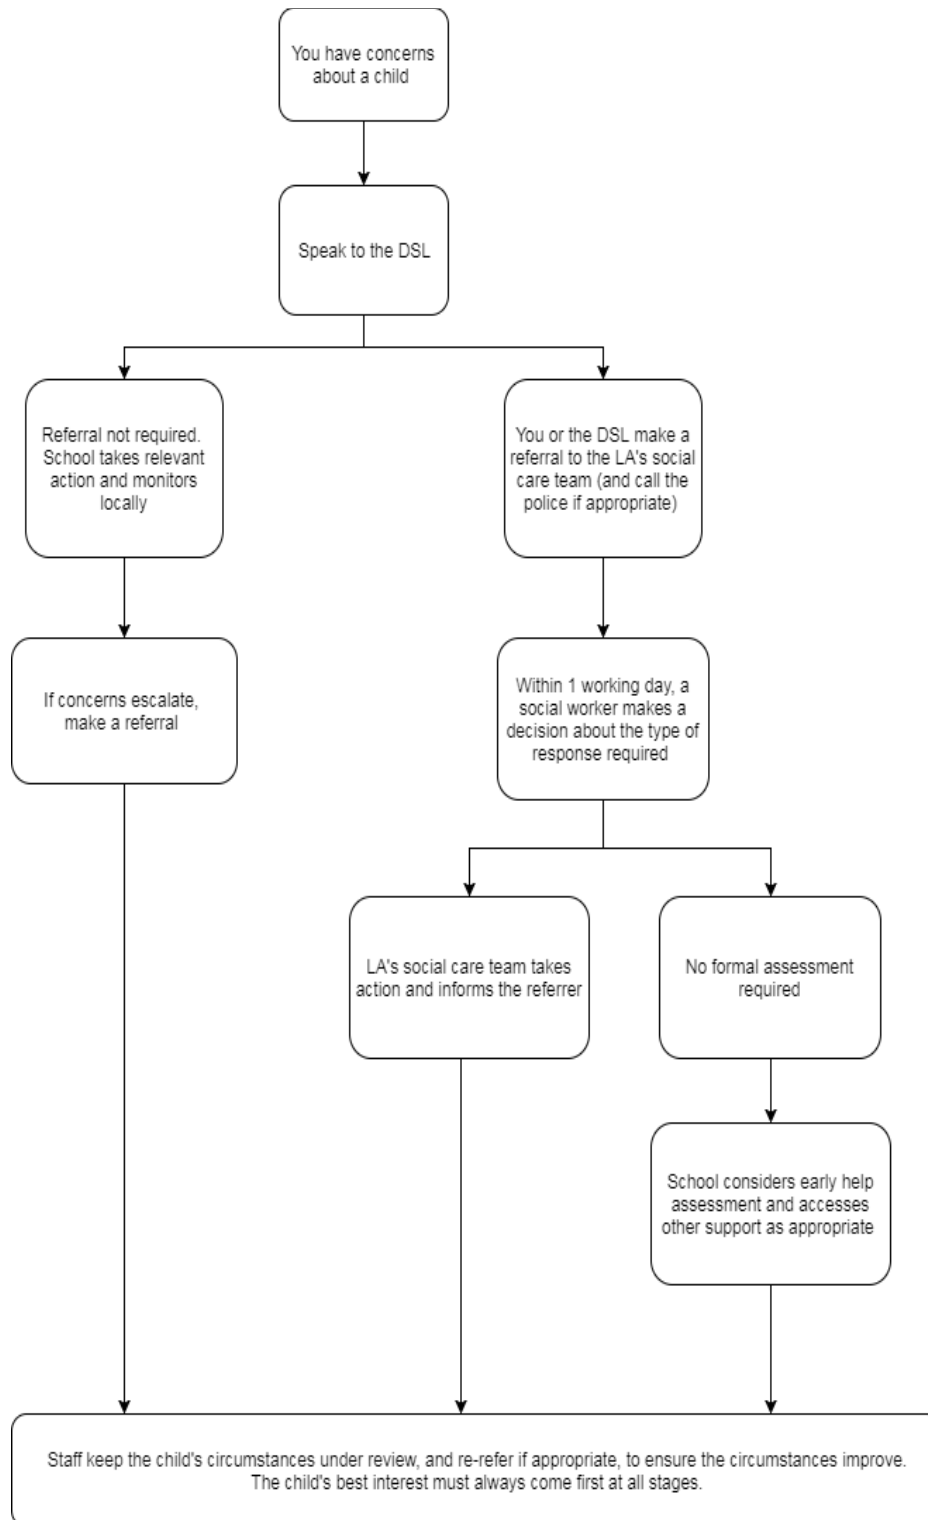 You have concerns
about a child
Speak to the DSL
Referral not required.
School takes relevant
action and monitors
locally
You or the DSL make a
referral to the LA's social
care team (and call the
police if appropriate)
If concerns escalate,
make a referral
Within 1 working day, a
social worker makes a
decision about the type of
response required
LA's social care team takes
action and informs the referrer
No formal assessment
required
School considers early help
assessment and accesses
other support as appropriate
Staff keep the child's circumstances under review, and re-refer if appropriate, to ensure the circumstances improve.
The child's best interest must always come first at all stages.